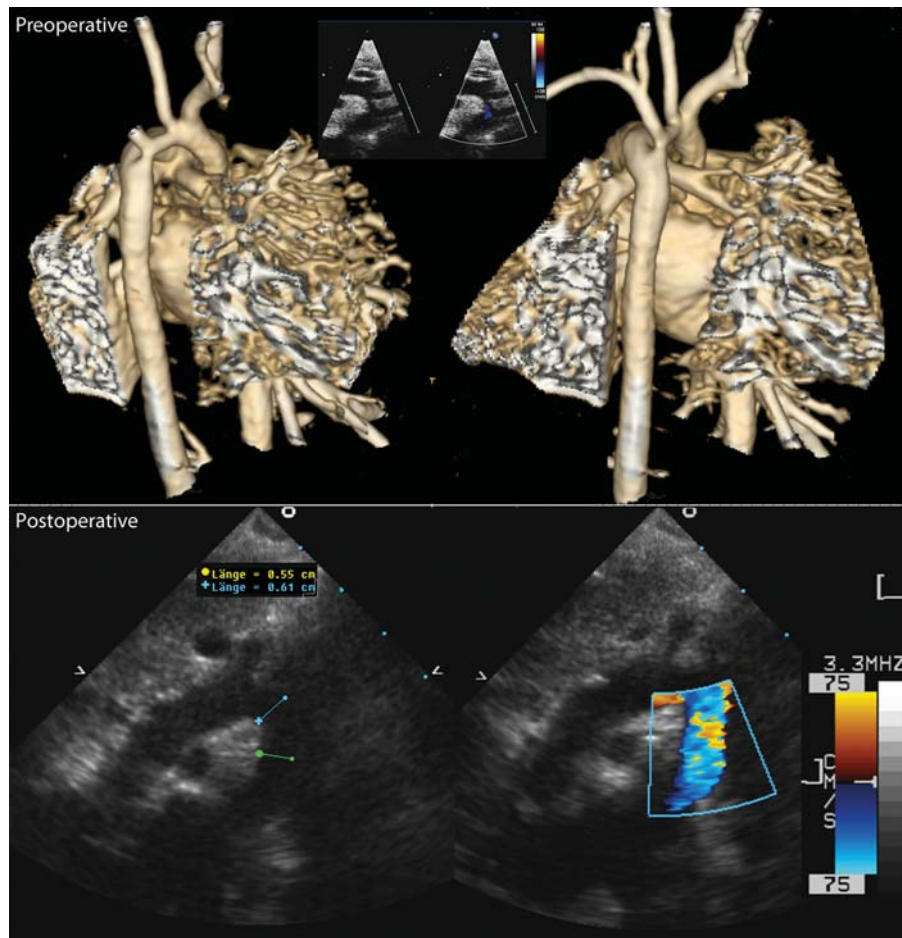 Preoperative
Postoperative
Länge = 0.55 cm
Länge = 0.61 cm
3.3MHZ
75
C
M
/
S
75